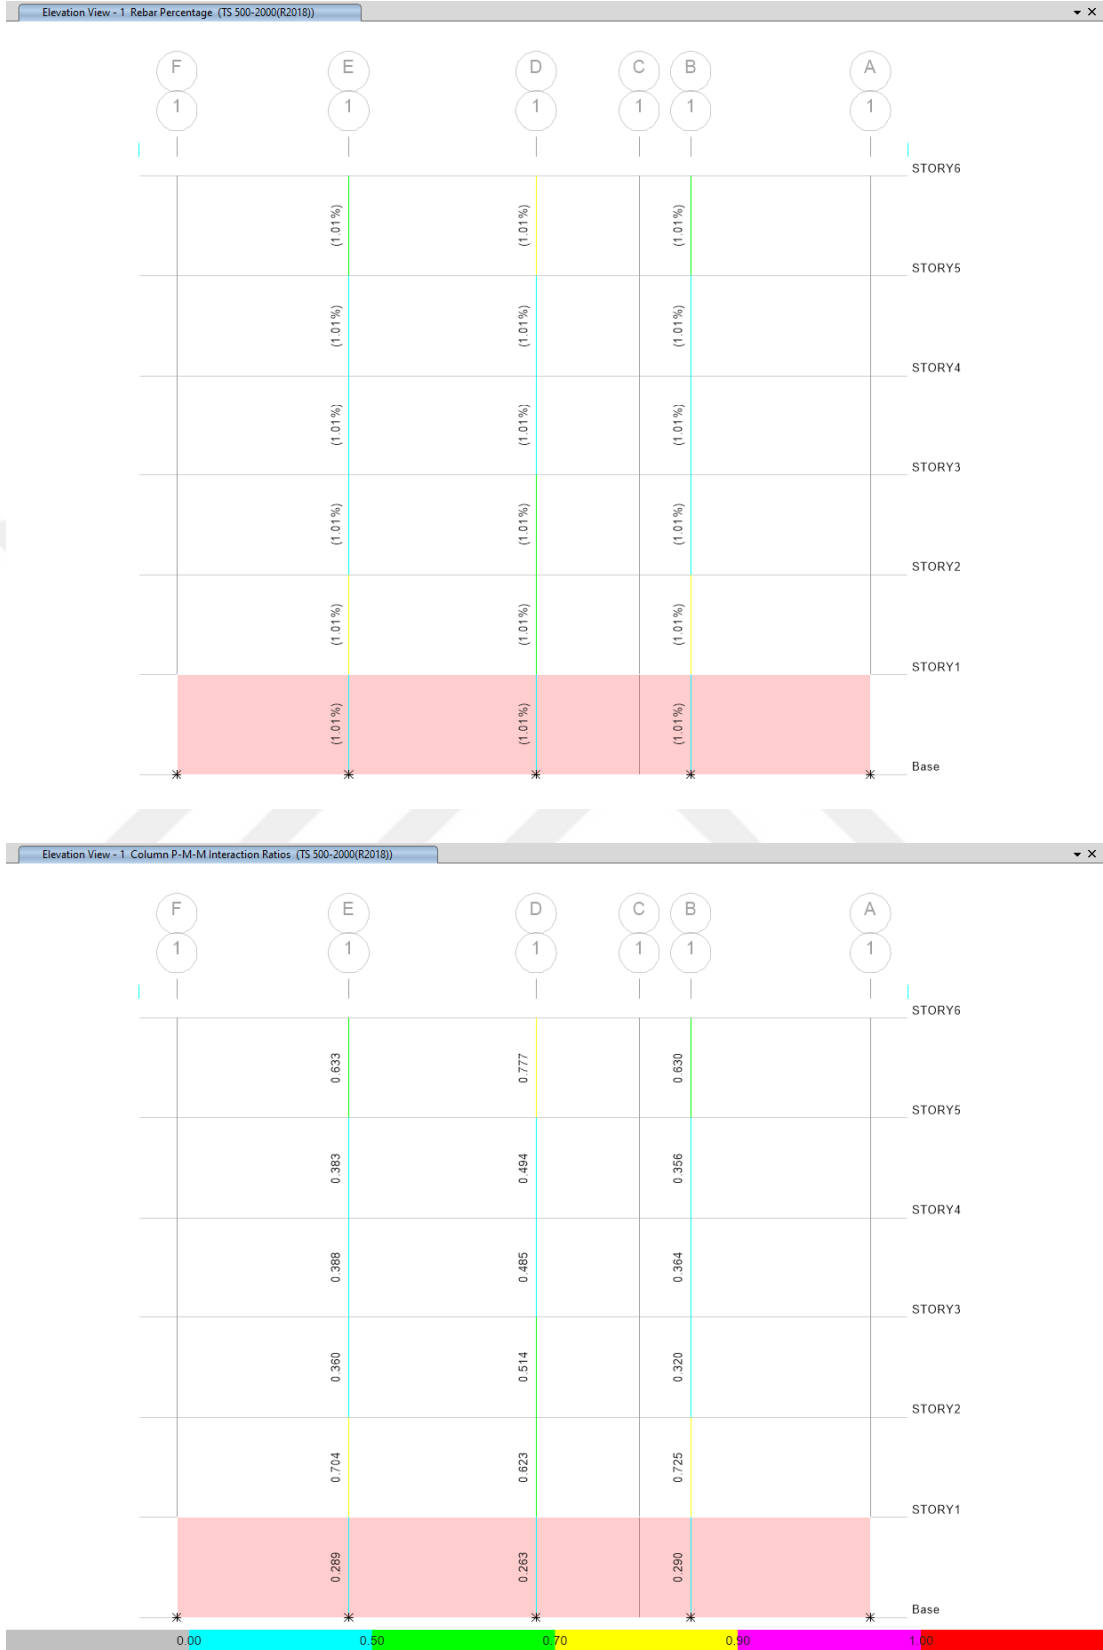 Elevation View - 1 Rebar Percentage (TS 500-2000(R2018))
F E D C B A
1 1 1 1 1 1
STORY6
(1.01%) (1.01%) (1.01%)
STORY5
(1.01%) (1.01%) (1.01%)
STORY4
(1.01%) (1.01%) (1.01%)
STORY3
(1.01%) (1.01%) (1.01%)
STORY2
(1.01%) (1.01%) (1.01%)
STORY1
(1.01%) (1.01%) (1.01%)
Base
Elevation View - 1 Column P-M-M Interaction Ratios (TS 500-2000(R2018))
F E D C B A
1 1 1 1 1 1
STORY6
0.633 0.777 0.630
STORY5
0.383 0.494 0.356
STORY4
0.388 0.485 0.364
STORY3
0.360 0.514 0.320
STORY2
0.704 0.623 0.725
STORY1
0.289 0.263 0.290
Base
0.00 0.50 0.70 0.90 1.00